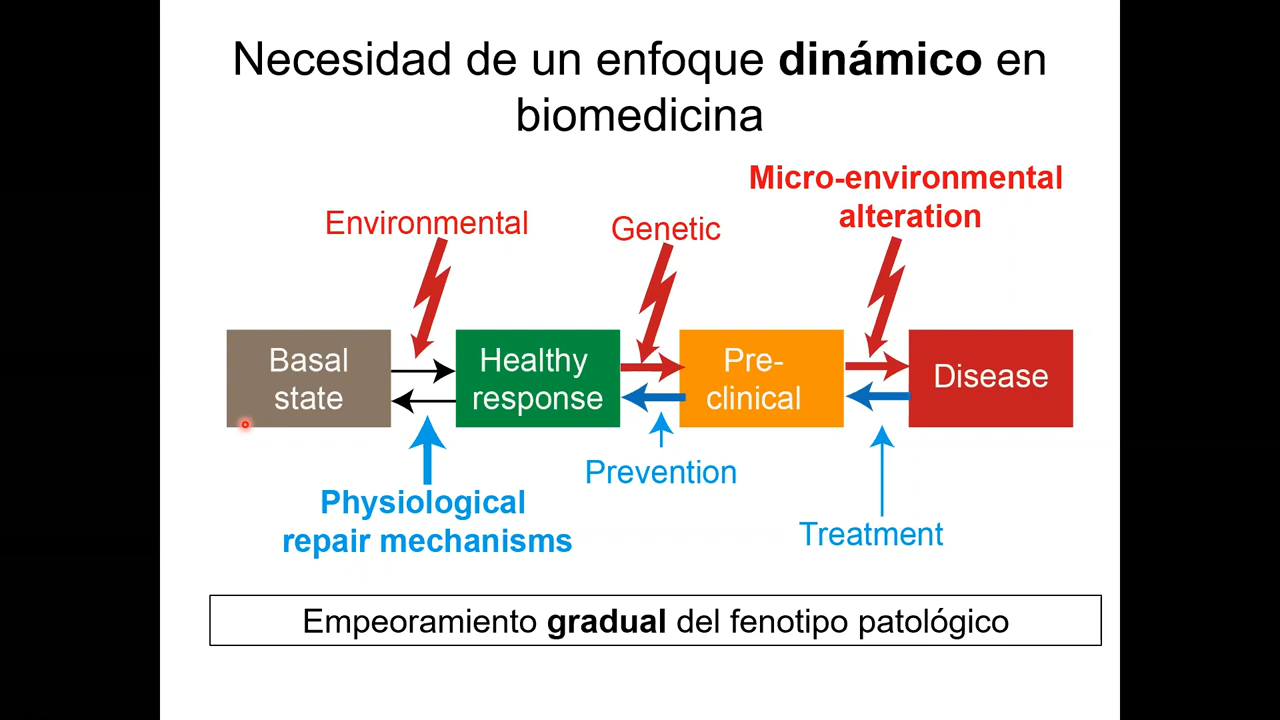 Necesidad de un enfoque dinámico en
biomedicina
Micro-environmental
alteration
Environmental
Genetic
Basal
state
Healthy
response
Pre-
clinical
Disease
Prevention
Physiological
repair mechanisms
Treatment
Empeoramiento gradual del fenotipo patológico